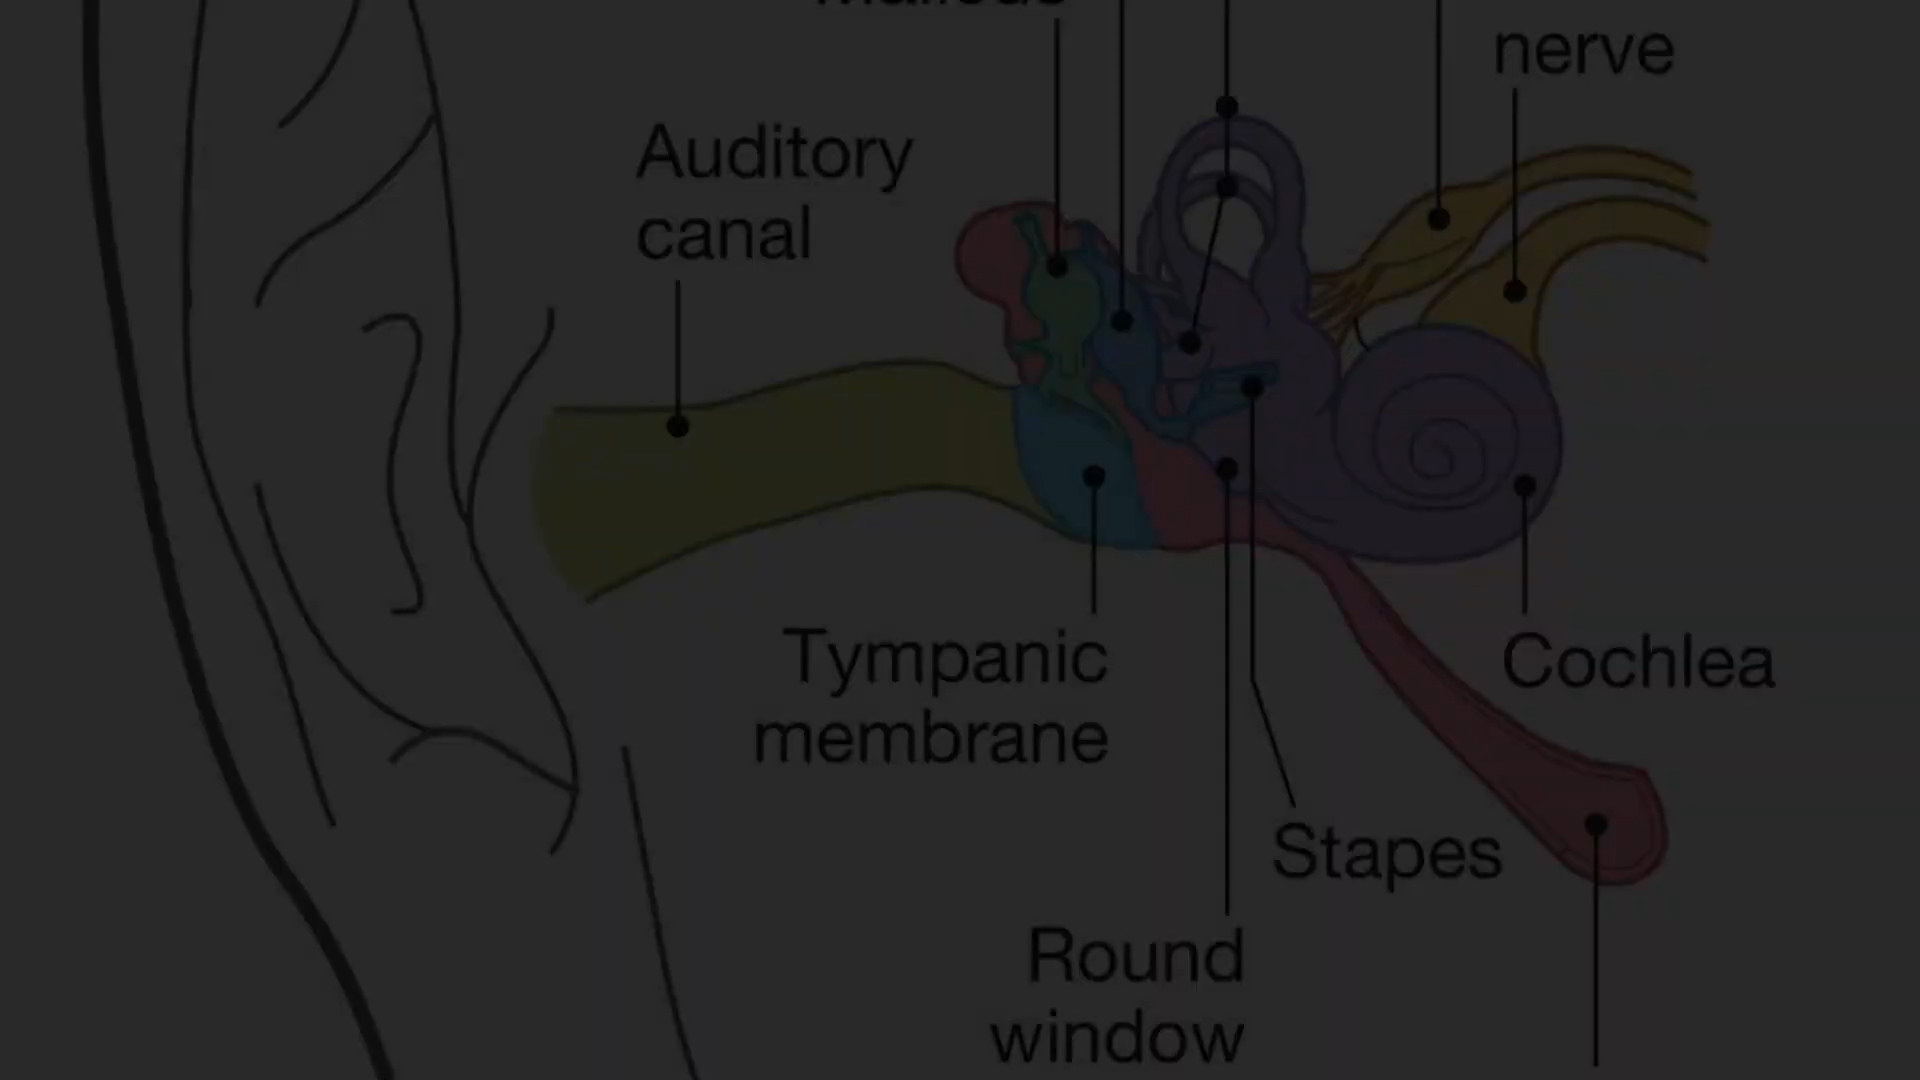 nerve
Auditory
canal
Tympanic
membrane
Cochlea
Stapes
Round
window